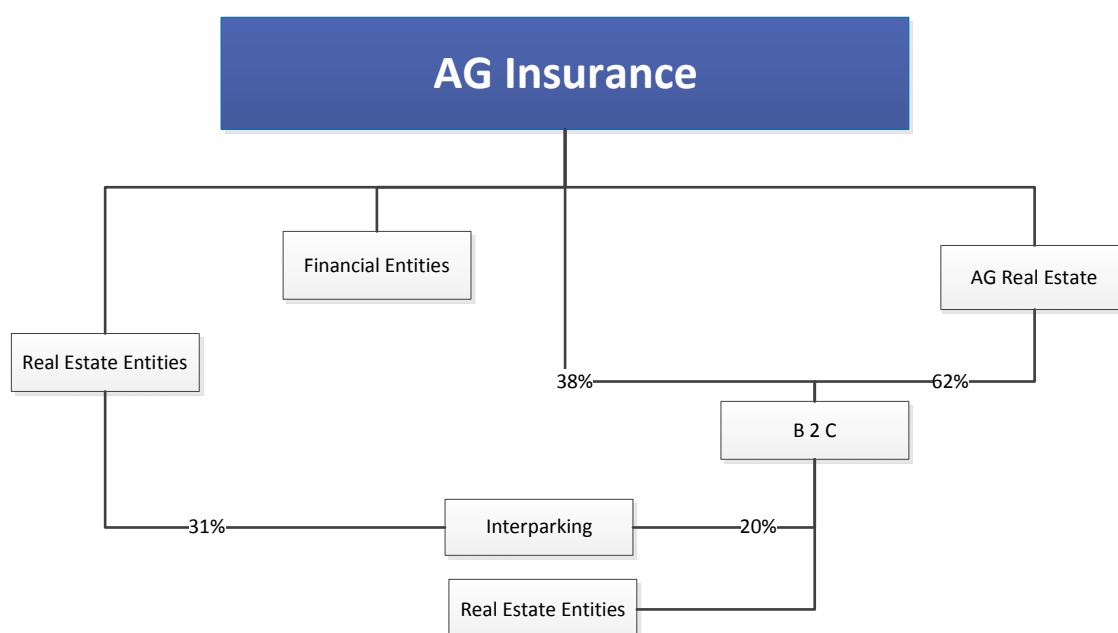 AG Insurance
Financial Entities
AG Real Estate
Real Estate Entities
38%
62%
B 2 C
31%
Interparking
20%
Real Estate Entities